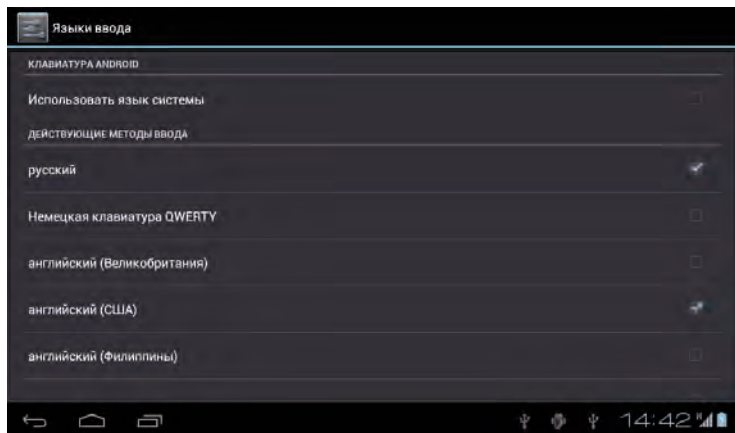 Языки ввода
КЛАВИАТУРА ANDROID
Использовать язык системы
ДЕЙСТВУЮЩИЕ МЕТОДЫ ВВОДА
русский
Немецкая клавиатура QWERTY
английский (Великобритания)
английский (США)
английский (Филиппины)
14:42